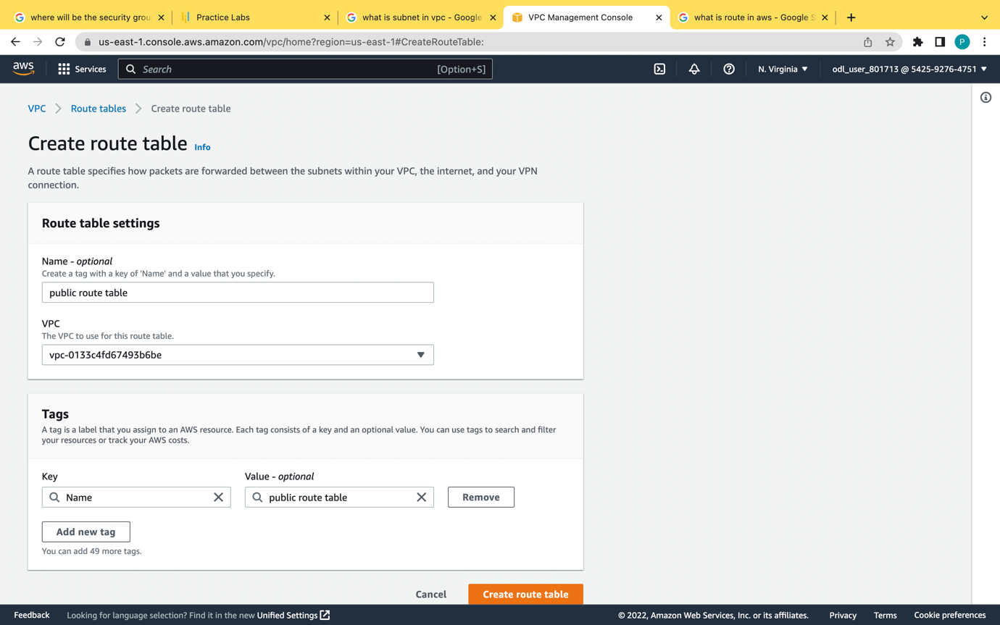 where will be the security grou
Practice Labs
what is subnet in vpc - Google
VPC Management Console
what is route in aws - Google S
us-east-1.console.aws.amazon.com/vpc/home?region=us-east-1#CreateRouteTable:
P
aws
Services
Search
[Option+S]
N. Virginia
odl_user_801713 @ 5425-9276-4751
VPC
Route tables
Create route table
Create route table
Info
A route table specifies how packets are forwarded between the subnets within your VPC, the internet, and your VPN
connection.
Route table settings
Name - optional
Create a tag with a key of 'Name' and a value that you specify.
public route table
VPC
The VPC to use for this route table.
vpc-0133c4fd67493b6be
Tags
A tag is a label that you assign to an AWS resource. Each tag consists of a key and an optional value. You can use tags to search and filter
your resources or track your AWS costs.
Key
Value - optional
Name
public route table
Remove
Add new tag
You can add 49 more tags.
Cancel
Create route table
Feedback
Looking for language selection? Find it in the new Unified Settings
© 2022, Amazon Web Services, Inc. or its affiliates.
Privacy
Terms
Cookie preferences